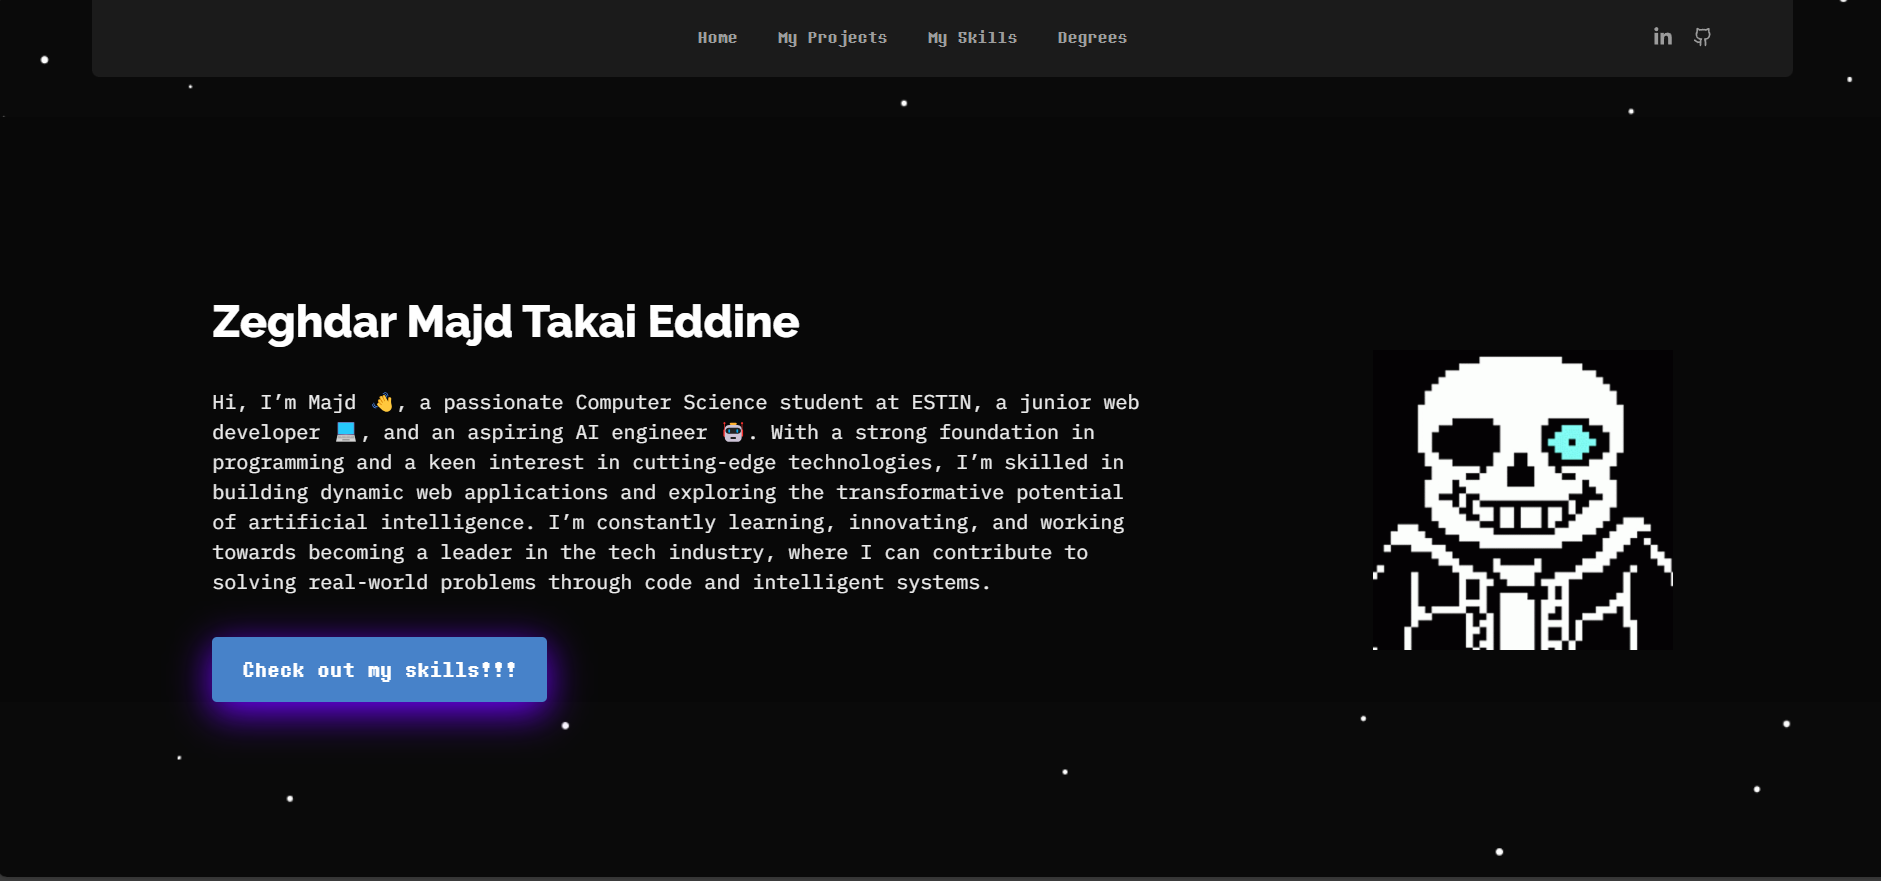 Home My Projects My Skills Degrees in
Zeghdar Majd Takai Eddine
Hi, I’m Majd 👋, a passionate Computer Science student at ESTIN, a junior web
developer 💻, and an aspiring AI engineer 🤖. With a strong foundation in
programming and a keen interest in cutting-edge technologies, I’m skilled in
building dynamic web applications and exploring the transformative potential
of artificial intelligence. I’m constantly learning, innovating, and working
towards becoming a leader in the tech industry, where I can contribute to
solving real-world problems through code and intelligent systems.
Check out my skills!!!